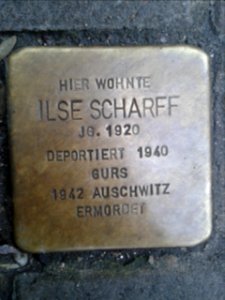 HIER WOHNTE
ILSE SCHARFF
JG. 1920
DEPORTIERT 1940
GURS
1942 AUSCHWITZ
ERMORDET